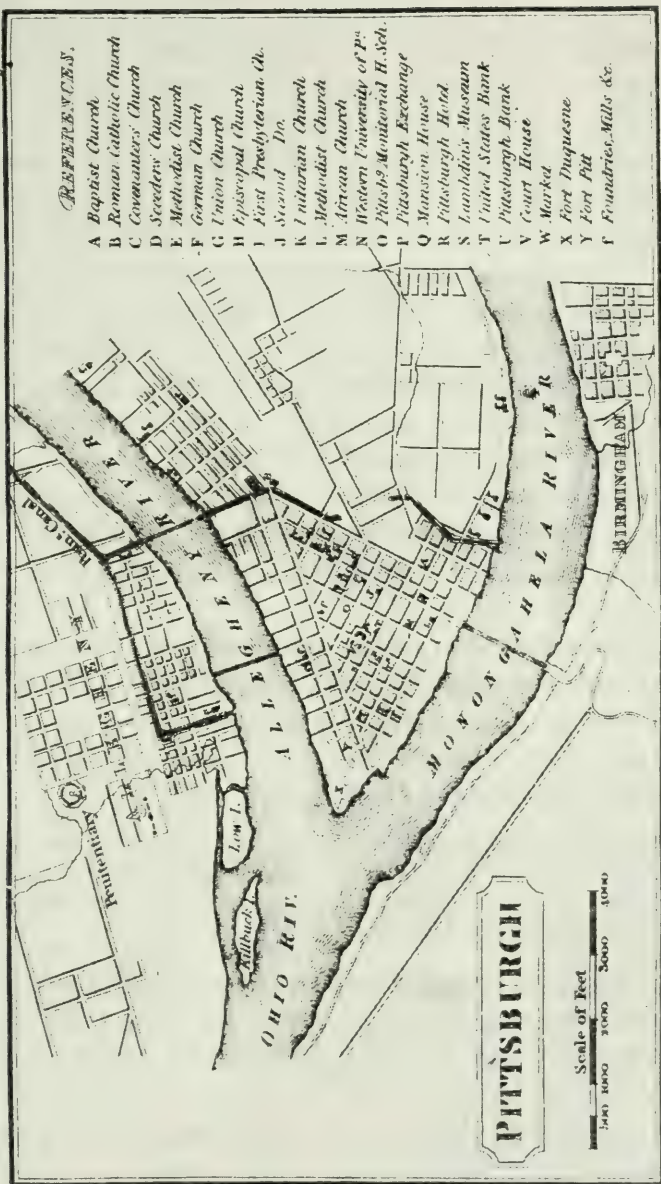 REFERENCES.
A Baptist Church
B Roman Catholic Church
C Covenanters' Church
D Seceders' Church
E Methodist Church
F German Church
G Union Church
H Episcopal Church
I First Presbyterian Ch.
J Second Do.
K Unitarian Church
L Methodist Church
M African Church
N Western University of Pa.
O Pittsbg. Monitorial H. Sch.
P Pittsburgh Exchange
Q Mansion House
R Pittsburgh Hotel
S Lambdin's Museum
T United States Bank
U Pittsburgh Bank
V Court House
W Market
X Fort Duquesne
Y Fort Pitt
f Foundries, Mills &c.
Penn. Canal
ALLEGHENY
Penitentiary
ALLEGHENY RIVER
Low I.
Killbuck I.
OHIO RIV.
MONONGAHELA RIVER
BIRMINGHAM
PITTSBURGH
Scale of Feet
500 1000 2000 3000 4000